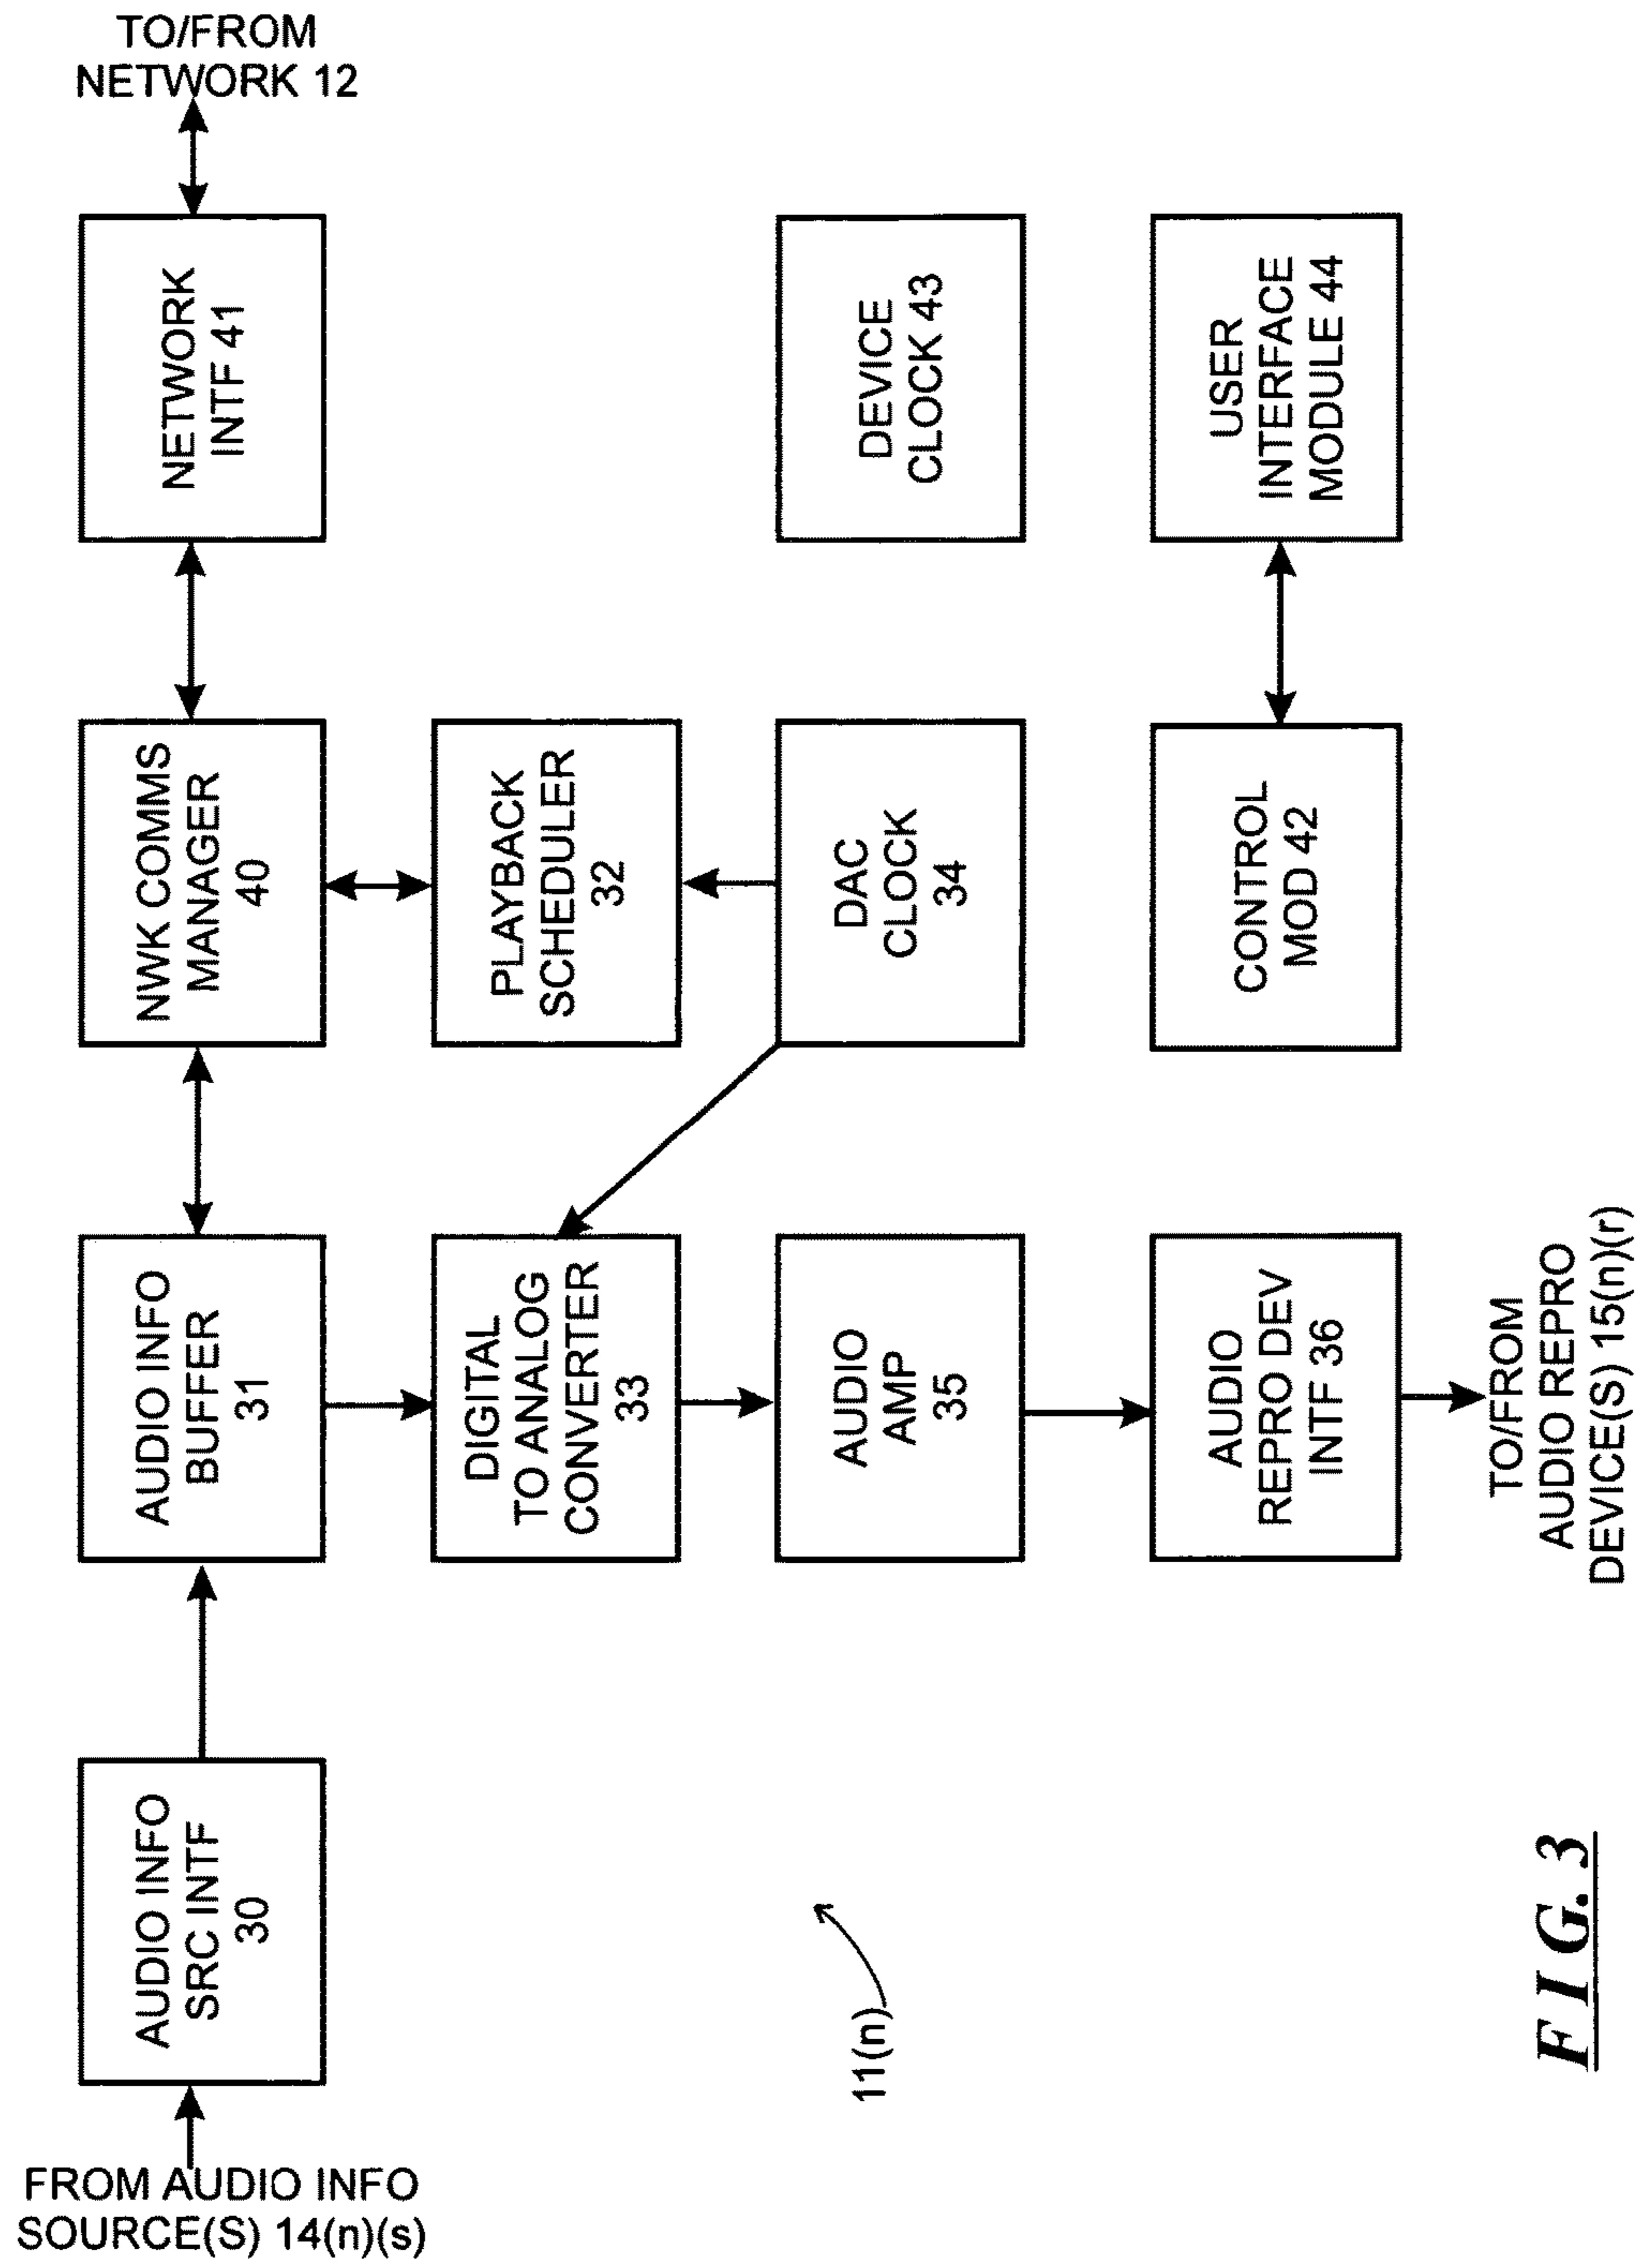 TO/FROM
NETWORK 12
NETWORK
INTF 41
DEVICE
CLOCK 43
USER
INTERFACE
MODULE 44
NWK COMMS
MANAGER
40
PLAYBACK
SCHEDULER
32
DAC
CLOCK
34
CONTROL
MOD 42
AUDIO INFO
BUFFER
31
DIGITAL
TO ANALOG
CONVERTER
33
AUDIO
AMP
35
AUDIO
REPRO DEV
INTF 36
TO/FROM
AUDIO REPRO
DEVICE(S) 15(n)(r)
AUDIO INFO
SRC INTF
30
11(n)
FIG. 3
FROM AUDIO INFO
SOURCE(S) 14(n)(s)